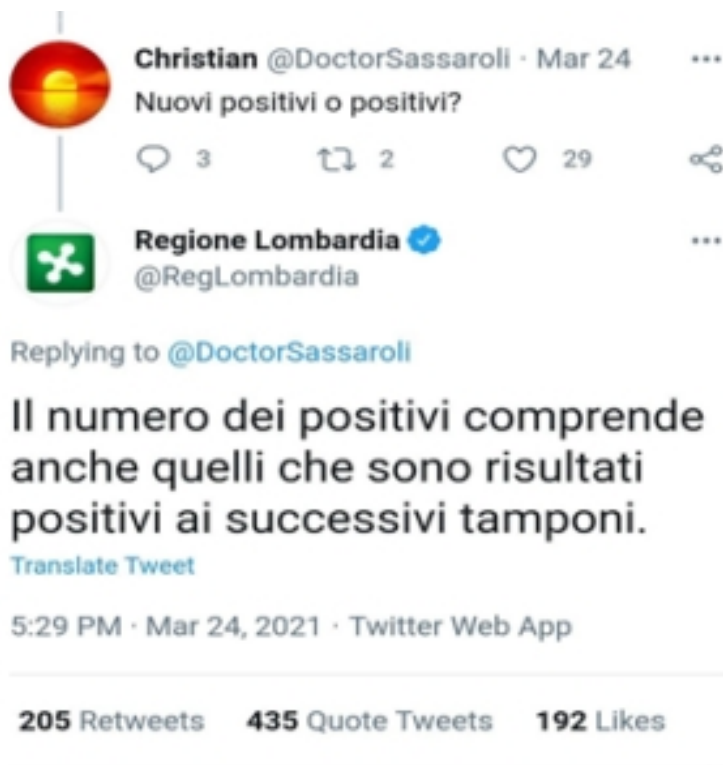 Christian @DoctorSassaroli · Mar 24
Nuovi positivi o positivi?
3 2 29
Regione Lombardia
@RegLombardia
Replying to @DoctorSassaroli
Il numero dei positivi comprende
anche quelli che sono risultati
positivi ai successivi tamponi.
Translate Tweet
5:29 PM · Mar 24, 2021 · Twitter Web App
205 Retweets 435 Quote Tweets 192 Likes